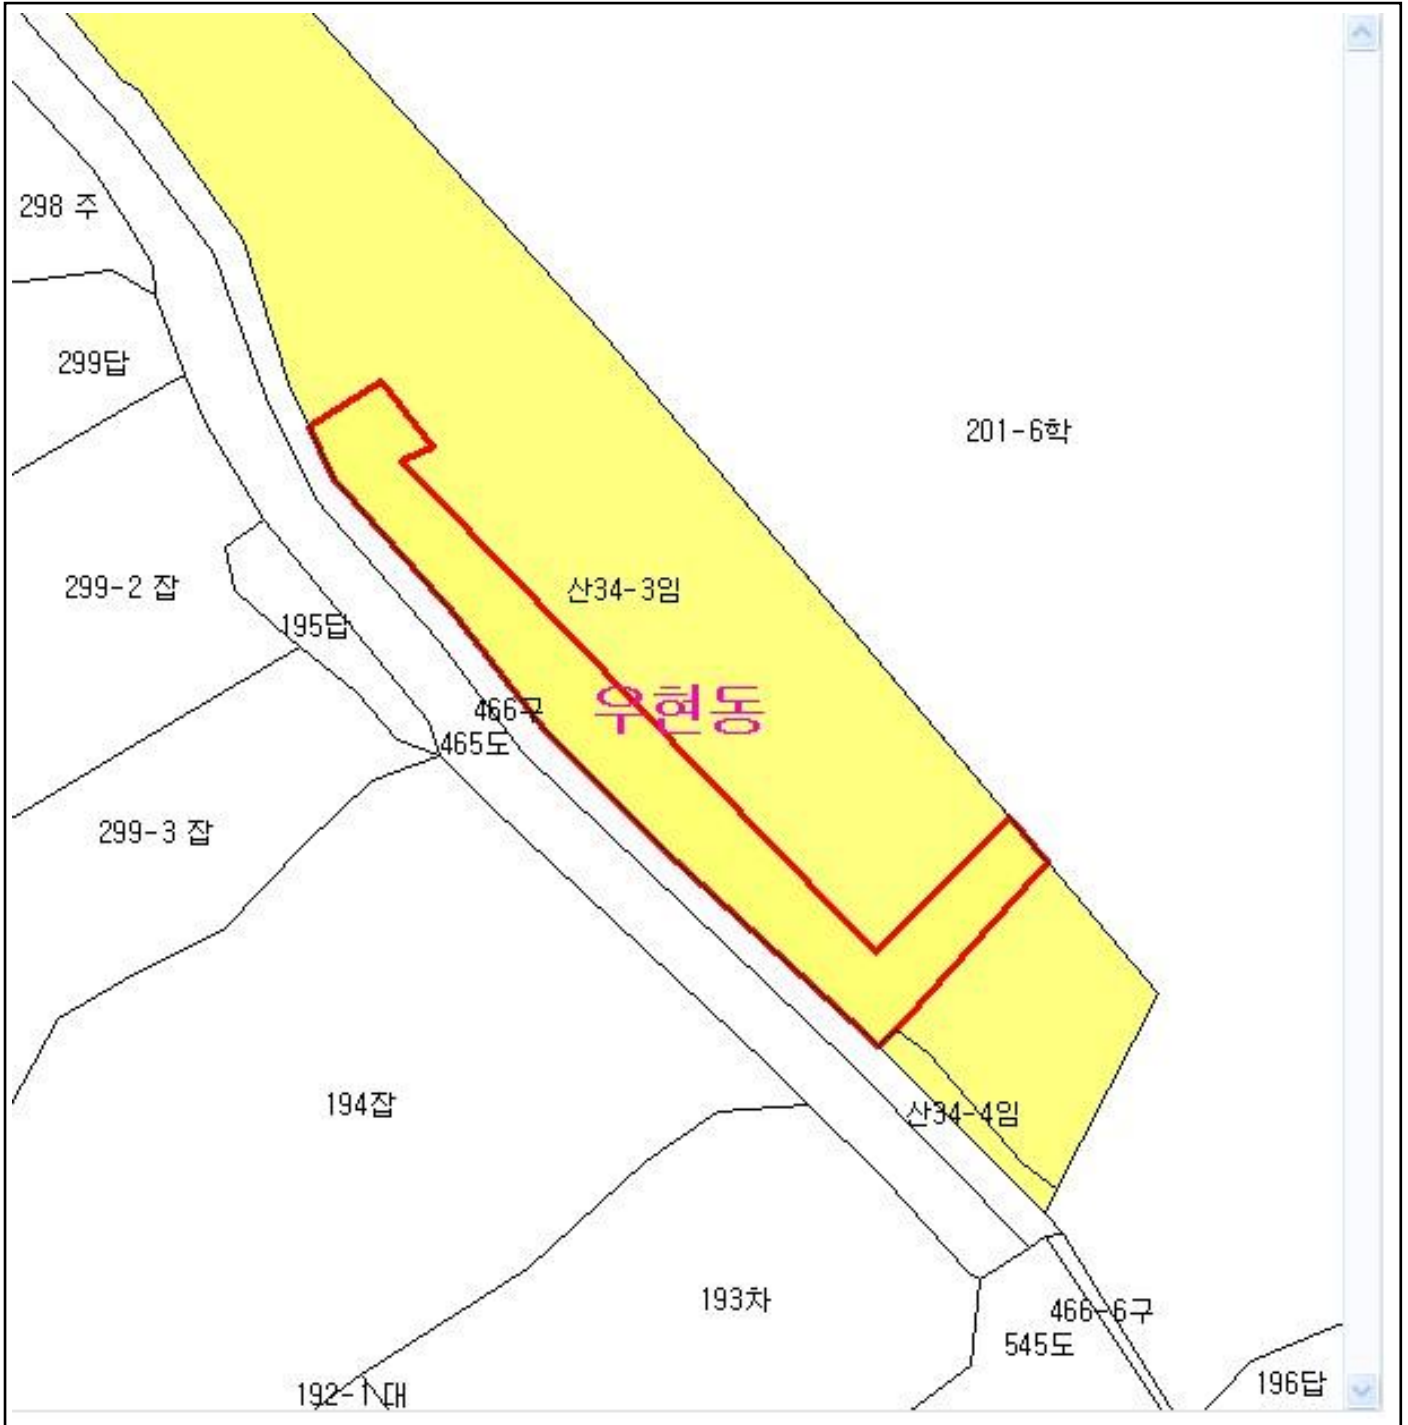 298 주
299답
201-6학
299-2 잡
산34-3임
195답
466구
우현동
465도
299-3 잡
194잡
산34-4임
193차
466-6구
545도
196답
192-1 대